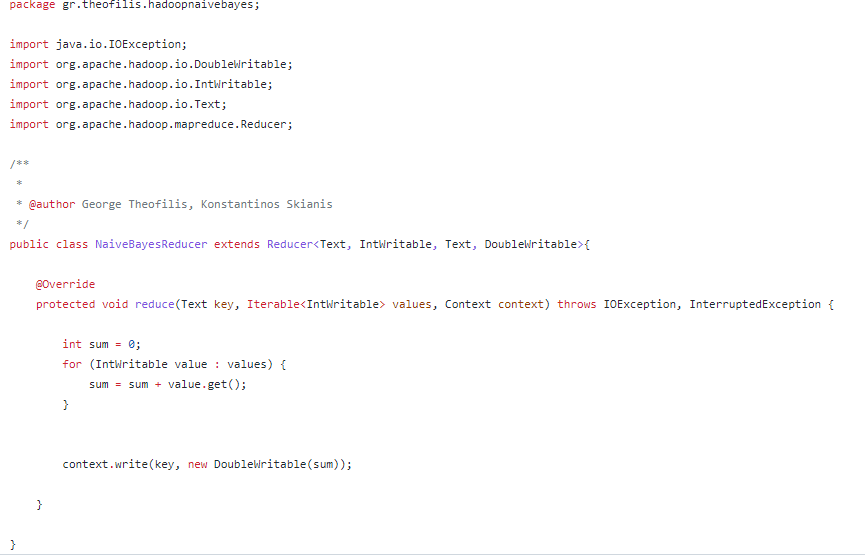 package gr.theofilis.hadoopnaivebayes;
import java.io.IOException;
import org.apache.hadoop.io.DoubleWritable;
import org.apache.hadoop.io.IntWritable;
import org.apache.hadoop.io.Text;
import org.apache.hadoop.mapreduce.Reducer;
/**
 *
 * @author George Theofilis, Konstantinos Skianis
 */
public class NaiveBayesReducer extends Reducer<Text, IntWritable, Text, DoubleWritable>{
    @Override
    protected void reduce(Text key, Iterable<IntWritable> values, Context context) throws IOException, InterruptedException {
        int sum = 0;
        for (IntWritable value : values) {
            sum = sum + value.get();
        }
        context.write(key, new DoubleWritable(sum));
    }
}